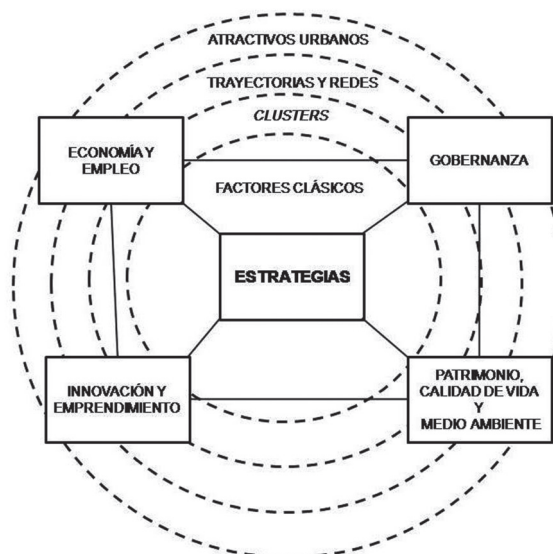 ATRACTIVOS URBANOS
TRAYECTORIAS Y REDES
CLUSTERS
ECONOMÍA Y
EMPLEO
GOBERNANZA
FACTORES CLÁSICOS
ESTRATEGIAS
INNOVACIÓN Y
EMPRENDIMIENTO
PATRIMONIO,
CALIDAD DE VIDA
Y
MEDIO AMBIENTE